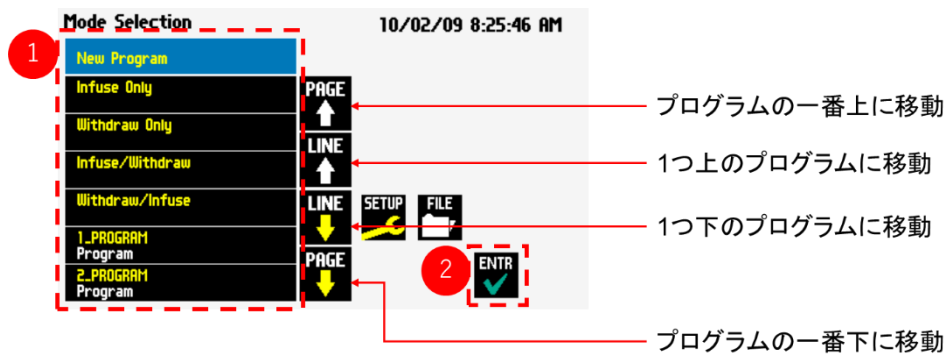 Mode Selection
10/02/09 8:25:46 AM
1
New Program
Infuse Only
Withdraw Only
Infuse/Withdraw
Withdraw/Infuse
1_PROGRAM
Program
2_PROGRAM
Program
PAGE
LINE
LINE
PAGE
SETUP
FILE
2
ENTR
プログラムの一番上に移動
1つ上のプログラムに移動
1つ下のプログラムに移動
プログラムの一番下に移動